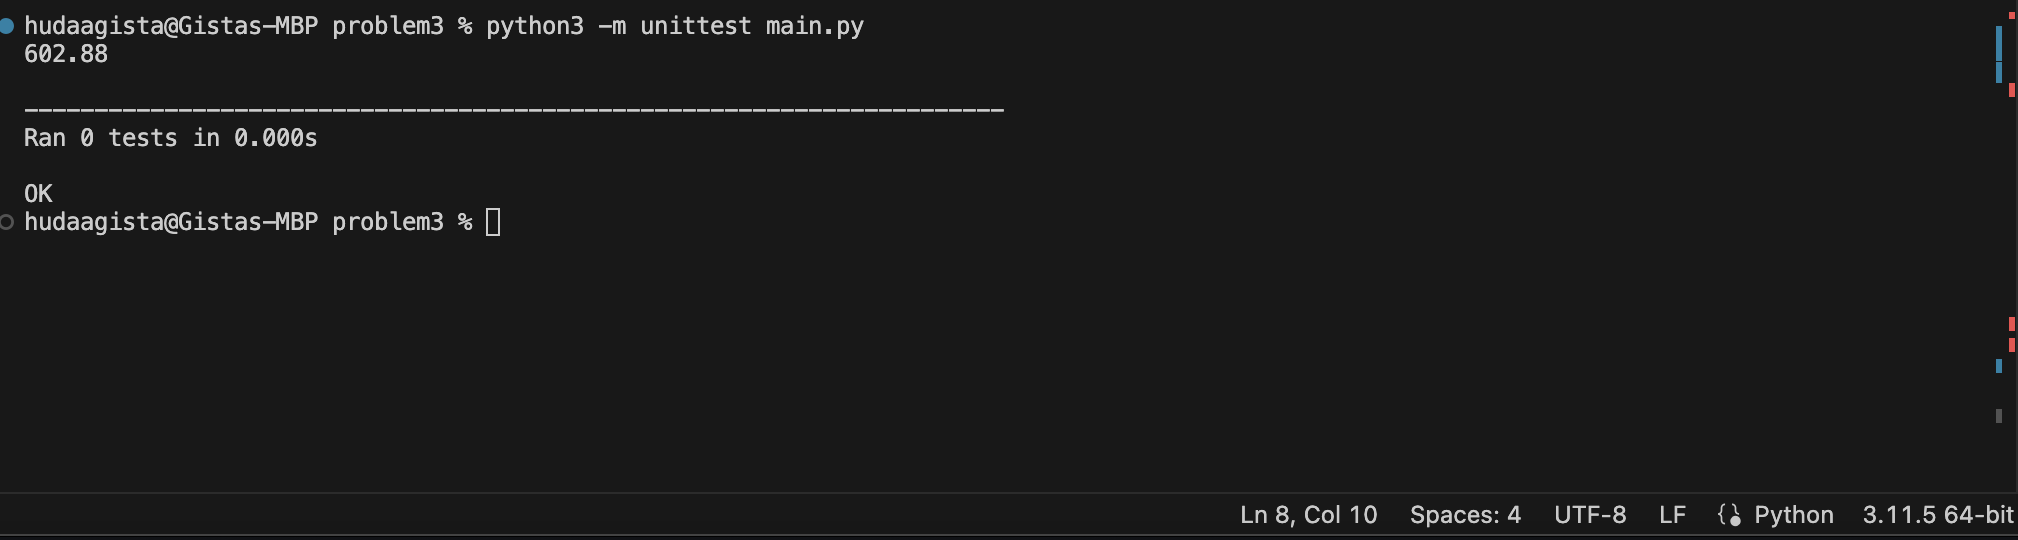 hudaagista@Gistas-MBP problem3 % python3 -m unittest main.py
602.88
----------------------------------------------------------------------
Ran 0 tests in 0.000s
OK
hudaagista@Gistas-MBP problem3 %
Ln 8, Col 10 Spaces: 4 UTF-8 LF {} Python 3.11.5 64-bit